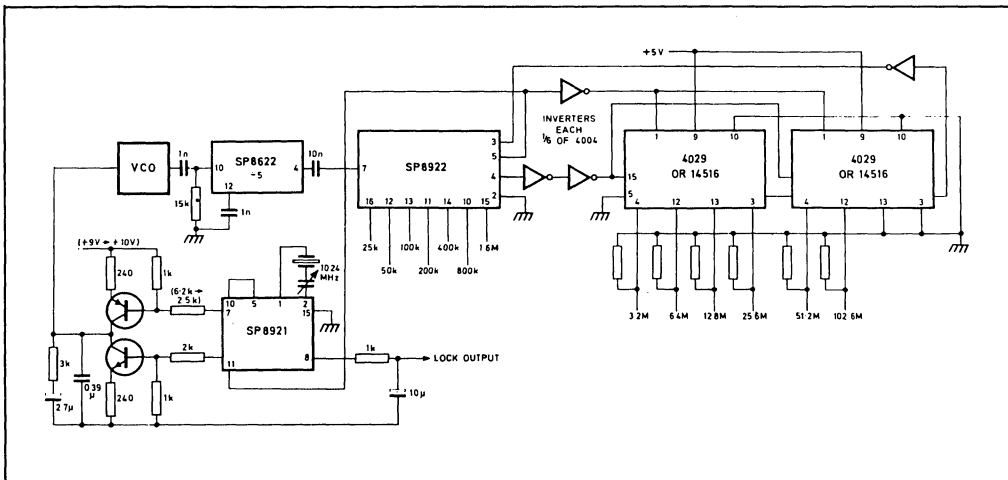 +5V
1
9
10
1
9
10
INVERTERS
EACH
1/6 OF 4004
VCO
1n
10
SP8622
÷5
4
10n
12
15k
1n
7
SP8922
3
5
4
2
16
12
13
11
14
10
15
25k
50k
100k
200k
400k
800k
1 6M
15
5
4029
OR 14516
4
12
13
3
4029
OR 14516
4
12
13
3
3 2M
6 4M
12 8M
25 6M
51·2M
102 6M
(+9V → +10V)
240
1k
(6·2k →
2 5k)
10
5
7
1
2
15
10 24
MHz
SP8921
11
8
2k
1k
LOCK OUTPUT
10μ
3k
0·39
μ
2 7μ
240
1k